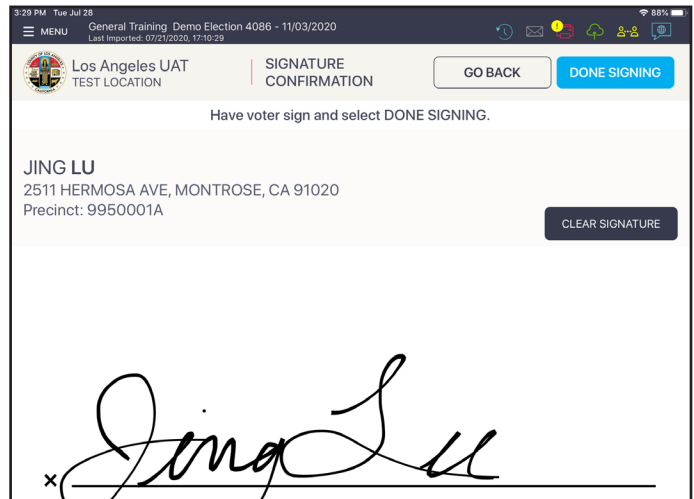 3:29 PM Tue Jul 28 88%
MENU General Training Demo Election 4086 - 11/03/2020
Last Imported: 07/21/2020, 17:10:29
Los Angeles UAT
TEST LOCATION
SIGNATURE
CONFIRMATION
GO BACK
DONE SIGNING
Have voter sign and select DONE SIGNING.
JING LU
2511 HERMOSA AVE, MONTROSE, CA 91020
Precinct: 9950001A
CLEAR SIGNATURE
Jing Lu
×